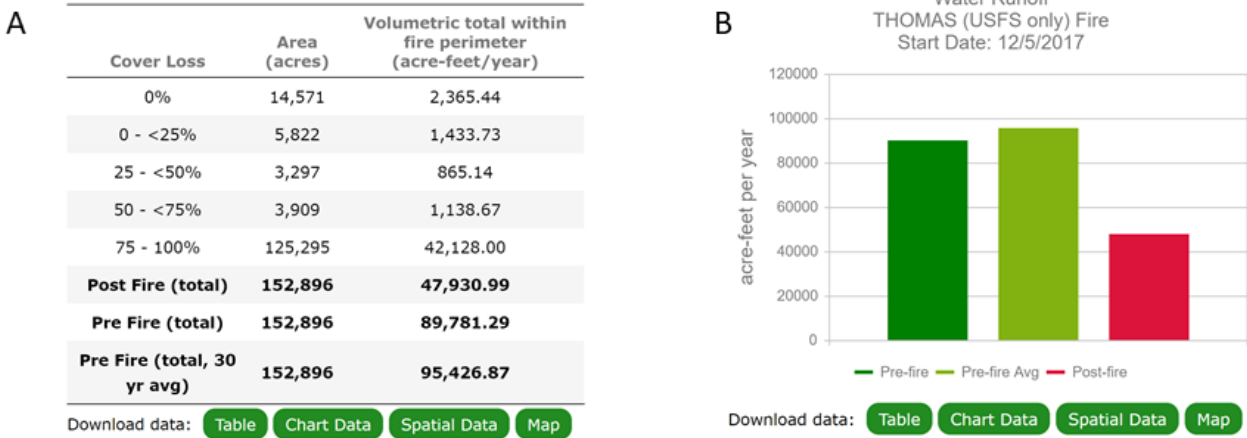 A
Cover Loss
Area
(acres)
Volumetric total within
fire perimeter
(acre-feet/year)
0% 14,571 2,365.44
0 - <25% 5,822 1,433.73
25 - <50% 3,297 865.14
50 - <75% 3,909 1,138.67
75 - 100% 125,295 42,128.00
Post Fire (total) 152,896 47,930.99
Pre Fire (total) 152,896 89,781.29
Pre Fire (total, 30
yr avg) 152,896 95,426.87
Download data: Table Chart Data Spatial Data Map
B
Water Runoff
THOMAS (USFS only) Fire
Start Date: 12/5/2017
acre-feet per year
120000
100000
80000
60000
40000
20000
0
Pre-fire Pre-fire Avg Post-fire
Download data: Table Chart Data Spatial Data Map